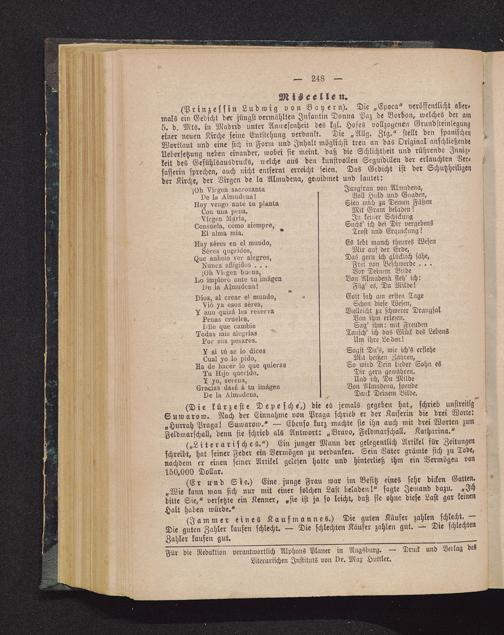 — 248 —
Miscellen.
(Prinzessin Ludwig von Bayern). Die „Epoca“ veröffentlicht aber-
mals ein Gedicht der jüngst vermählten Infantin Donna Paz de Borbon, welches der am
5. d. Mts. in Madrid unter Anwesenheit des kgl. Hofes vollzogenen Grundsteinlegung
einer neuen Kirche seine Entstehung verdankt. Die „Allg. Ztg.“ stellt den spanischen
Wortlaut und eine sich in Form und Inhalt möglichst treu an das Original anschließende
Uebersetzung neben einander, wobei sie meint, daß die Schlichtheit und rührende Innig-
keit des Gefühlsausdrucks, welche aus den kunstvollen Seguidillen der erlauchten Ver-
fasserin sprechen, auch nicht entfernt erreicht seien. Das Gedicht ist der Schutzheiligen
der Kirche, der Virgen de la Almudena, gewidmet und lautet:
¡Oh Virgen sacrosanta
De la Almudena!
Hoy vengo ante tu planta
Con una pena,
Virgen María,
Consuela, como siempre,
El alma mia.
Hay séres en el mundo,
Séres queridos,
Que ansio ver alegres,
Nunca afligidos . . .
¡Oh Virgen buena,
Lo imploro ante tu imágen
De la Almudena!
Dios, al crear el mundo,
Vió ya esos séres,
Y aun quizá les reserva
Penas crueles,
Dile que cambie
Todas mis alegrias
Por sus pesares.
Y si tú se lo dices
Cual yo lo pido,
Ha de hacer lo que quieras
Tu Hijo querido,
Y yo, serena,
Gracias daré á tu imágen
De la Almudena.
Jungfrau von Almudena,
Voll Huld und Gnaden,
Sieh mich zu Deinen Füßen
Mit Gram beladen!
In keiner Schickung
Such' ich bei Dir vergebens
Trost und Erquickung!
Es lebt manch theures Wesen
Mir auf der Erde,
Das gern ich glücklich sähe,
Frei von Beschwerde . . .
Vor Deinem Bilde
Von Almudena fleh' ich:
Füg' es, Du Milde!
Gott sah am ersten Tage
Schon diese Wesen,
Vielleicht zu schwerer Drangsal
Von ihm erlesen.
Sag' ihm: mit Freuden
Tausch' ich das Glück des Lebens
Um ihre Leiden!
Sagst Du's, wie ich's erflehe
Mit heißen Zähren,
So wird Dein lieber Sohn es
Dir gern gewähren.
Und ich, Du Milde
Von Almudena, spende
Dank Deinem Bilde.
(Die kürzeste Depesche,) die es jemals gegeben hat, schrieb unstreitig
Suwarow. Nach der Einnahme von Praga schrieb er der Kaiserin die drei Worte:
„Hurrah Praga! Suwarow.“ — Ebenso kurz machte sie ihn auch mit drei Worten zum
Feldmarschall, denn sie schrieb als Antwort: „Bravo, Feldmarschall. Katharina.“
(„Literarisches.“) Ein junger Mann der gelegentlich Artikel für Zeitungen
schreibt, hat seiner Feder ein Vermögen zu verdanken. Sein Vater grämte sich zu Tode,
nachdem er einen seiner Artikel gelesen hatte und hinterließ ihm ein Vermögen von
150,000 Dollar.
(Er und Sie.) Eine junge Frau war im Besitz eines sehr dicken Gatten.
„Wie kann man sich nur mit einer solchen Last beladen!“ sagte Jemand dazu. „Ich
bitte Sie,“ versetzte ein Kenner, „sie ist ja so leicht, daß sie ohne diese Last gar keinen
Halt haben würde.“
(Jammer eines Kaufmannes.) Die guten Käufer zahlen schlecht. —
Die guten Zahler kaufen schlecht. — Die schlechten Käufer zahlen gut. — Die schlechten
Zahler kaufen gut.
Für die Redaktion verantwortlich Alphons Planer in Augsburg. — Druck und Verlag des
Literarischen Instituts von Dr. Max Huttler.